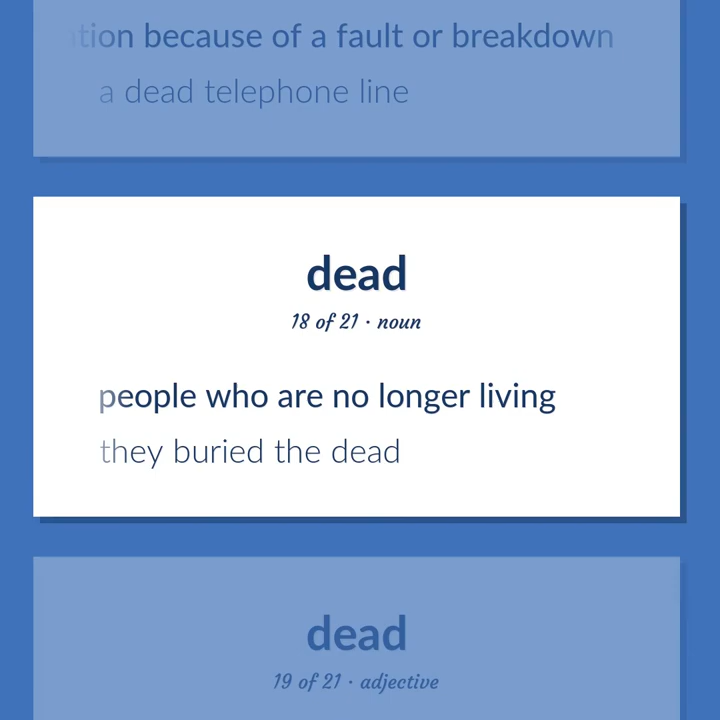 because of a fault or breakdown
a dead telephone line
dead
18 of 21 · noun
people who are no longer living
they buried the dead
dead
19 of 21 · adjective